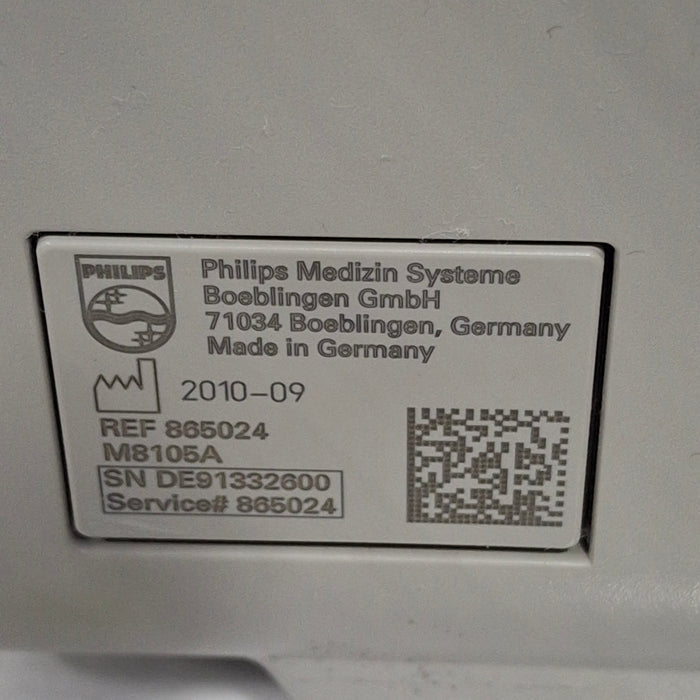 PHILIPS
Philips Medizin Systeme
Boeblingen GmbH
71034 Boeblingen, Germany
Made in Germany
2010-09
REF 865024
M8105A
SN DE91332600
Service# 865024